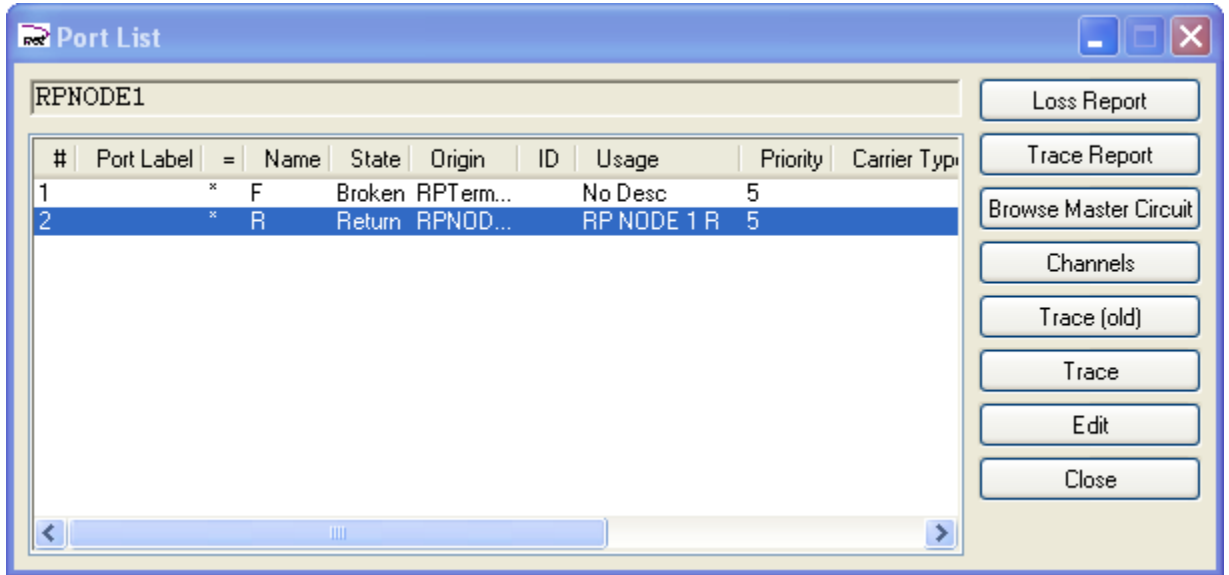 Port List
RPNODE1
# Port Label = Name State Origin ID Usage Priority Carrier Typ
1 * F Broken RPTerm... No Desc 5
2 * R Return RPNOD... RP NODE 1 R 5
Loss Report
Trace Report
Browse Master Circuit
Channels
Trace (old)
Trace
Edit
Close